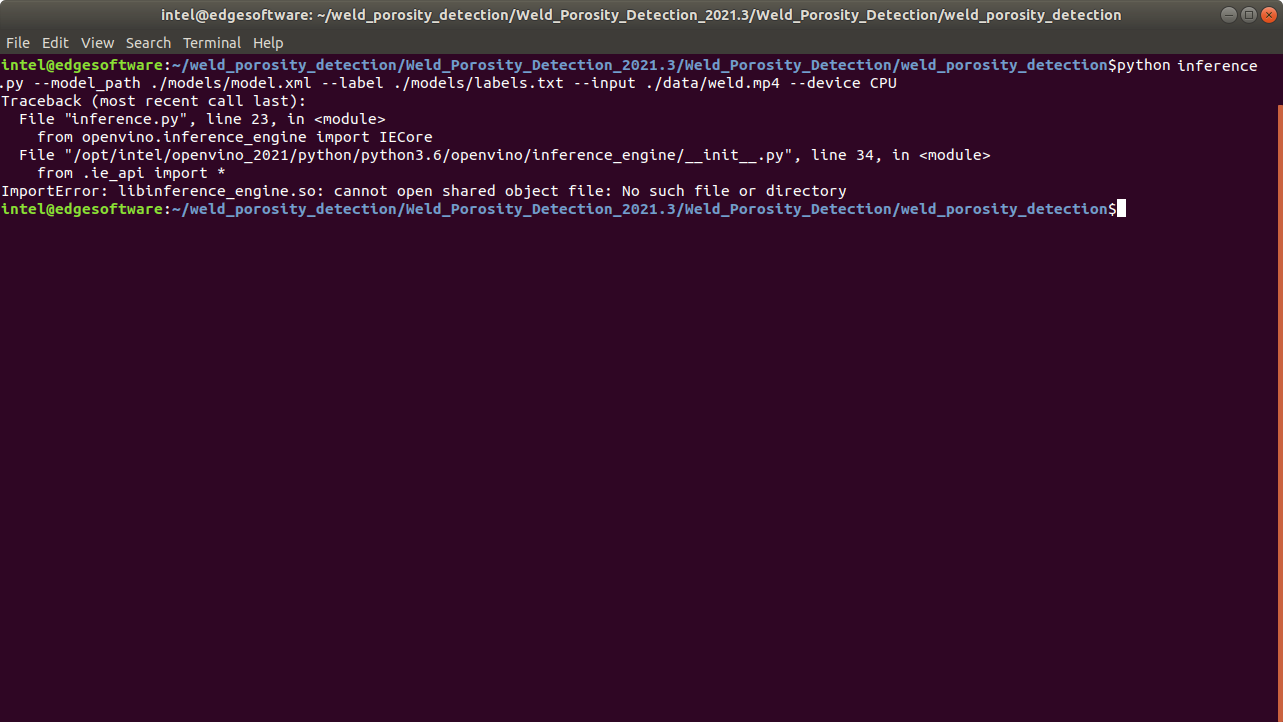 intel@edgesoftware: ~/weld_porosity_detection/Weld_Porosity_Detection_2021.3/Weld_Porosity_Detection/weld_porosity_detection
File Edit View Search Terminal Help
intel@edgesoftware:~/weld_porosity_detection/Weld_Porosity_Detection_2021.3/Weld_Porosity_Detection/weld_porosity_detection$python inference
.py --model_path ./models/model.xml --label ./models/labels.txt --input ./data/weld.mp4 --device CPU
Traceback (most recent call last):
  File "inference.py", line 23, in <module>
    from openvino.inference_engine import IECore
  File "/opt/intel/openvino_2021/python/python3.6/openvino/inference_engine/__init__.py", line 34, in <module>
    from .ie_api import *
ImportError: libinference_engine.so: cannot open shared object file: No such file or directory
intel@edgesoftware:~/weld_porosity_detection/Weld_Porosity_Detection_2021.3/Weld_Porosity_Detection/weld_porosity_detection$